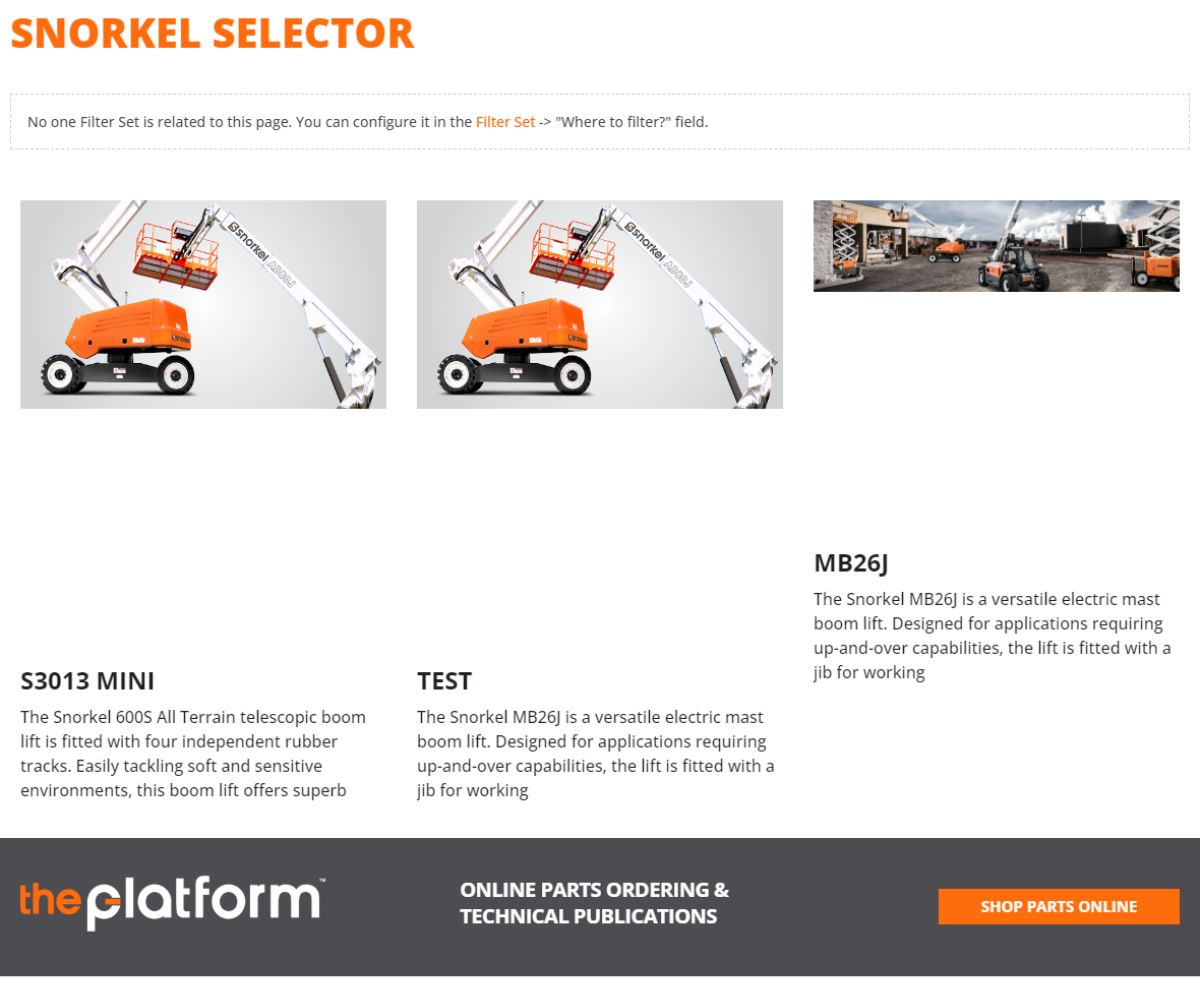 SNORKEL SELECTOR
No one Filter Set is related to this page. You can configure it in the Filter Set -> "Where to filter?" field.
snorkel AB80J
snorkel
snorkel AB80J
snorkel
S3013 MINI
The Snorkel 600S All Terrain telescopic boom
lift is fitted with four independent rubber
tracks. Easily tackling soft and sensitive
environments, this boom lift offers superb
TEST
The Snorkel MB26J is a versatile electric mast
boom lift. Designed for applications requiring
up-and-over capabilities, the lift is fitted with a
jib for working
MB26J
The Snorkel MB26J is a versatile electric mast
boom lift. Designed for applications requiring
up-and-over capabilities, the lift is fitted with a
jib for working
theplatform™
ONLINE PARTS ORDERING &
TECHNICAL PUBLICATIONS
SHOP PARTS ONLINE